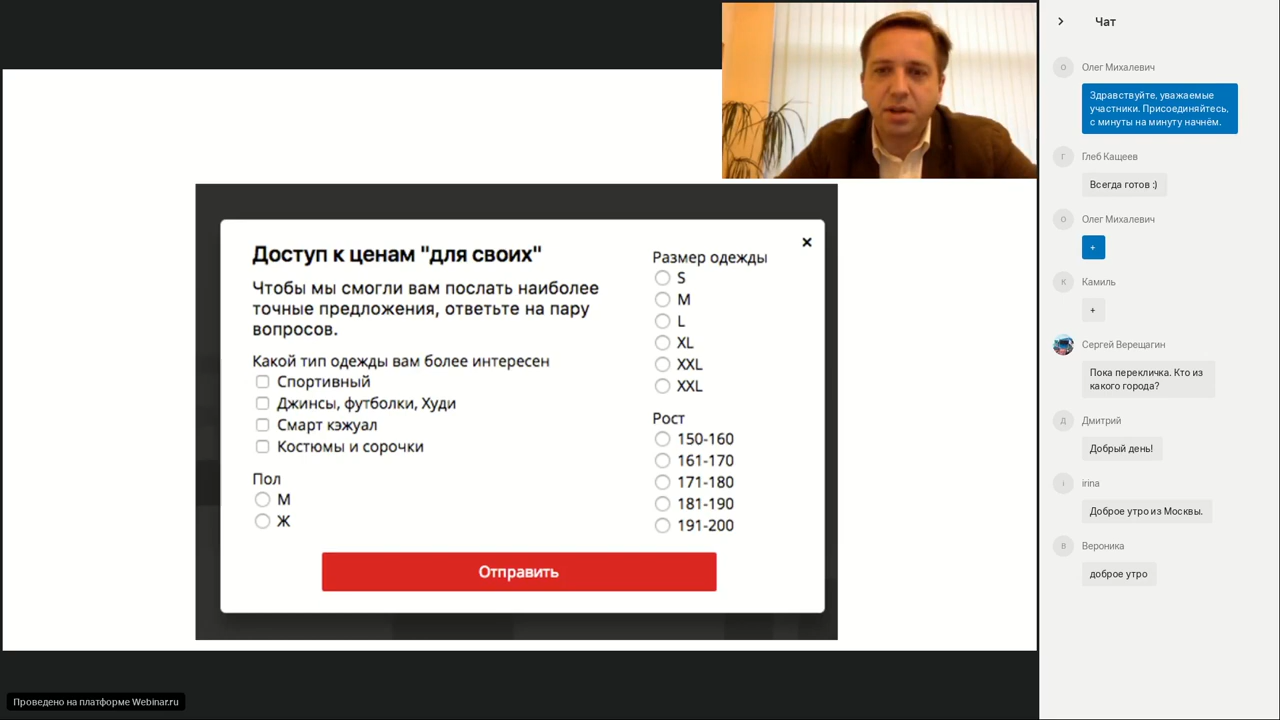 Доступ к ценам "для своих"
Чтобы мы смогли вам послать наиболее
точные предложения, ответьте на пару
вопросов.
Какой тип одежды вам более интересен
Спортивный
Джинсы, футболки, Худи
Смарт кэжуал
Костюмы и сорочки
Пол
М
Ж
Размер одежды
S
M
L
XL
XXL
XXL
Рост
150-160
161-170
171-180
181-190
191-200
Отправить
Проведено на платформе Webinar.ru
Чат
О
Олег Михалевич
Здравствуйте, уважаемые
участники. Присоединяйтесь,
с минуты на минуту начнём.
Г
Глеб Кащеев
Всегда готов :)
О
Олег Михалевич
+
К
Камиль
+
Сергей Верещагин
Пока перекличка. Кто из
какого города?
Д
Дмитрий
Добрый день!
i
irina
Доброе утро из Москвы.
В
Вероника
доброе утро